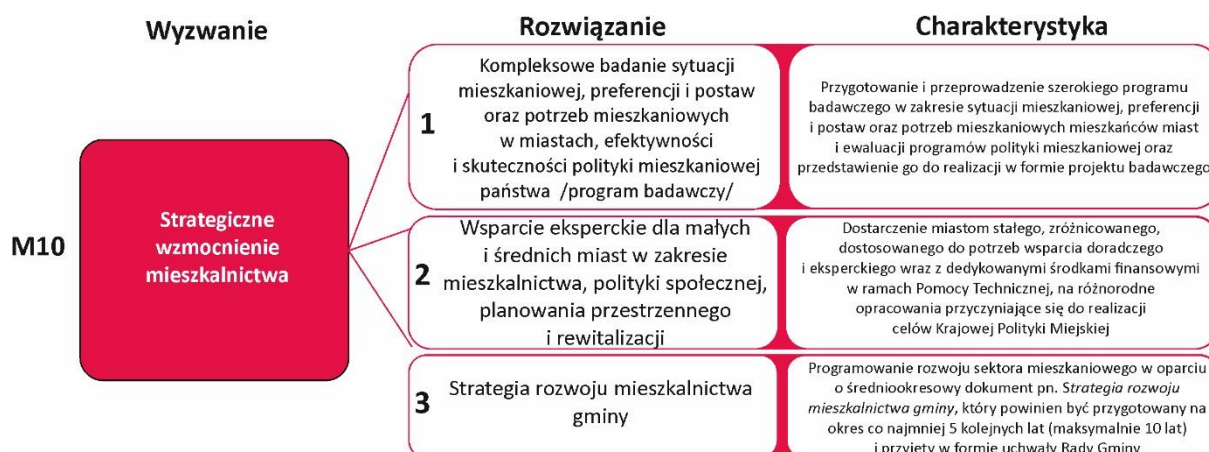 Wyzwanie
Rozwiązanie
Charakterystyka
M10
Strategiczne
wzmocnienie
mieszkalnictwa
1
Kompleksowe badanie sytuacji
mieszkaniowej, preferencji i postaw
oraz potrzeb mieszkaniowych
w miastach, efektywności
i skuteczności polityki mieszkaniowej
państwa /program badawczy/
Przygotowanie i przeprowadzenie szerokiego programu
badawczego w zakresie sytuacji mieszkaniowej, preferencji
i postaw oraz potrzeb mieszkaniowych mieszkańców miast
i ewaluacji programów polityki mieszkaniowej oraz
przedstawienie go do realizacji w formie projektu badawczego
2
Wsparcie eksperckie dla małych
i średnich miast w zakresie
mieszkalnictwa, polityki społecznej,
planowania przestrzennego
i rewitalizacji
Dostarczenie miastom stałego, zróżnicowanego,
dostosowanego do potrzeb wsparcia doradczego
i eksperckiego wraz z dedykowanymi środkami finansowymi
w ramach Pomocy Technicznej, na różnorodne
opracowania przyczyniające się do realizacji
celów Krajowej Polityki Miejskiej
3
Strategia rozwoju mieszkalnictwa
gminy
Programowanie rozwoju sektora mieszkaniowego w oparciu
o średniookresowy dokument pn. Strategia rozwoju
mieszkalnictwa gminy, który powinien być przygotowany na
okres co najmniej 5 kolejnych lat (maksymalnie 10 lat)
i przyjęty w formie uchwały Rady Gminy